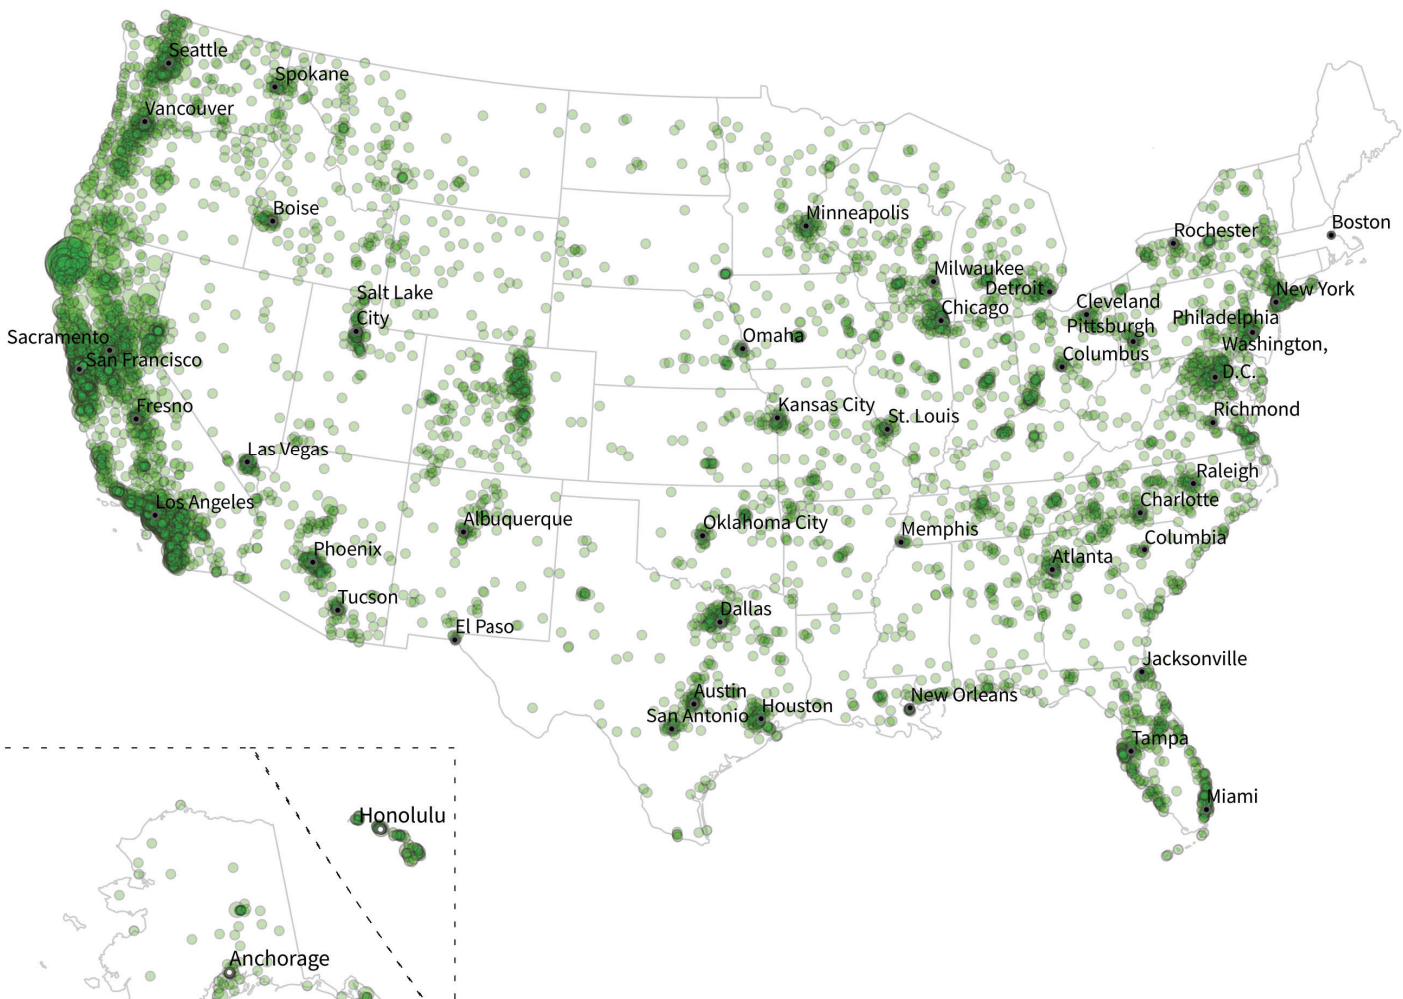 Seattle
Spokane
Vancouver
Boise
Minneapolis
Boston
Rochester
Milwaukee
Detroit
Salt Lake
City
New York
Cleveland
Chicago
Philadelphia
Pittsburgh
Sacramento
Omaha
Washington,
D.C.
San Francisco
Columbus
Fresno
Kansas City
St. Louis
Richmond
Las Vegas
Raleigh
Los Angeles
Charlotte
Albuquerque
Oklahoma City
Memphis
Columbia
Phoenix
Atlanta
Tucson
Dallas
El Paso
Jacksonville
Austin
New Orleans
San Antonio
Houston
Tampa
Miami
Honolulu
Anchorage